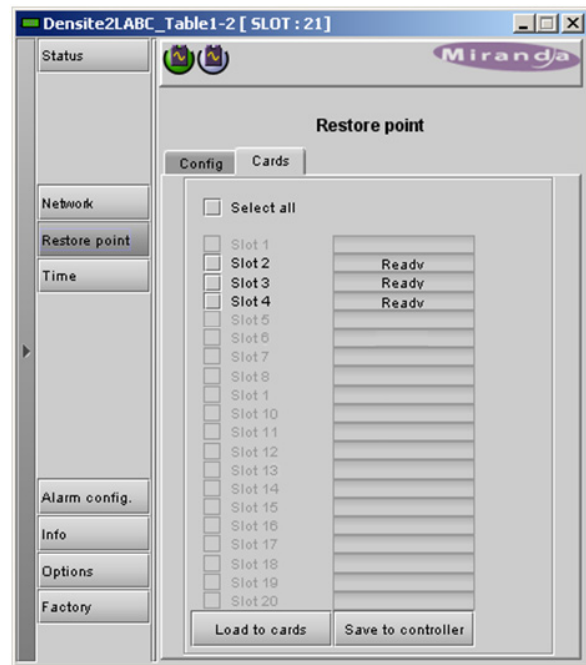 Densite2LABC_Table1-2 [ SLOT : 21]
Status
Miranda
Restore point
Config Cards
Network
Restore point
Time
Select all
Slot 1
Slot 2 Ready
Slot 3 Ready
Slot 4 Ready
Slot 5
Slot 6
Slot 7
Slot 8
Slot 1
Slot 10
Slot 11
Slot 12
Slot 13
Slot 14
Slot 15
Slot 16
Slot 17
Slot 18
Slot 19
Slot 20
Alarm config.
Info
Options
Factory
Load to cards Save to controller